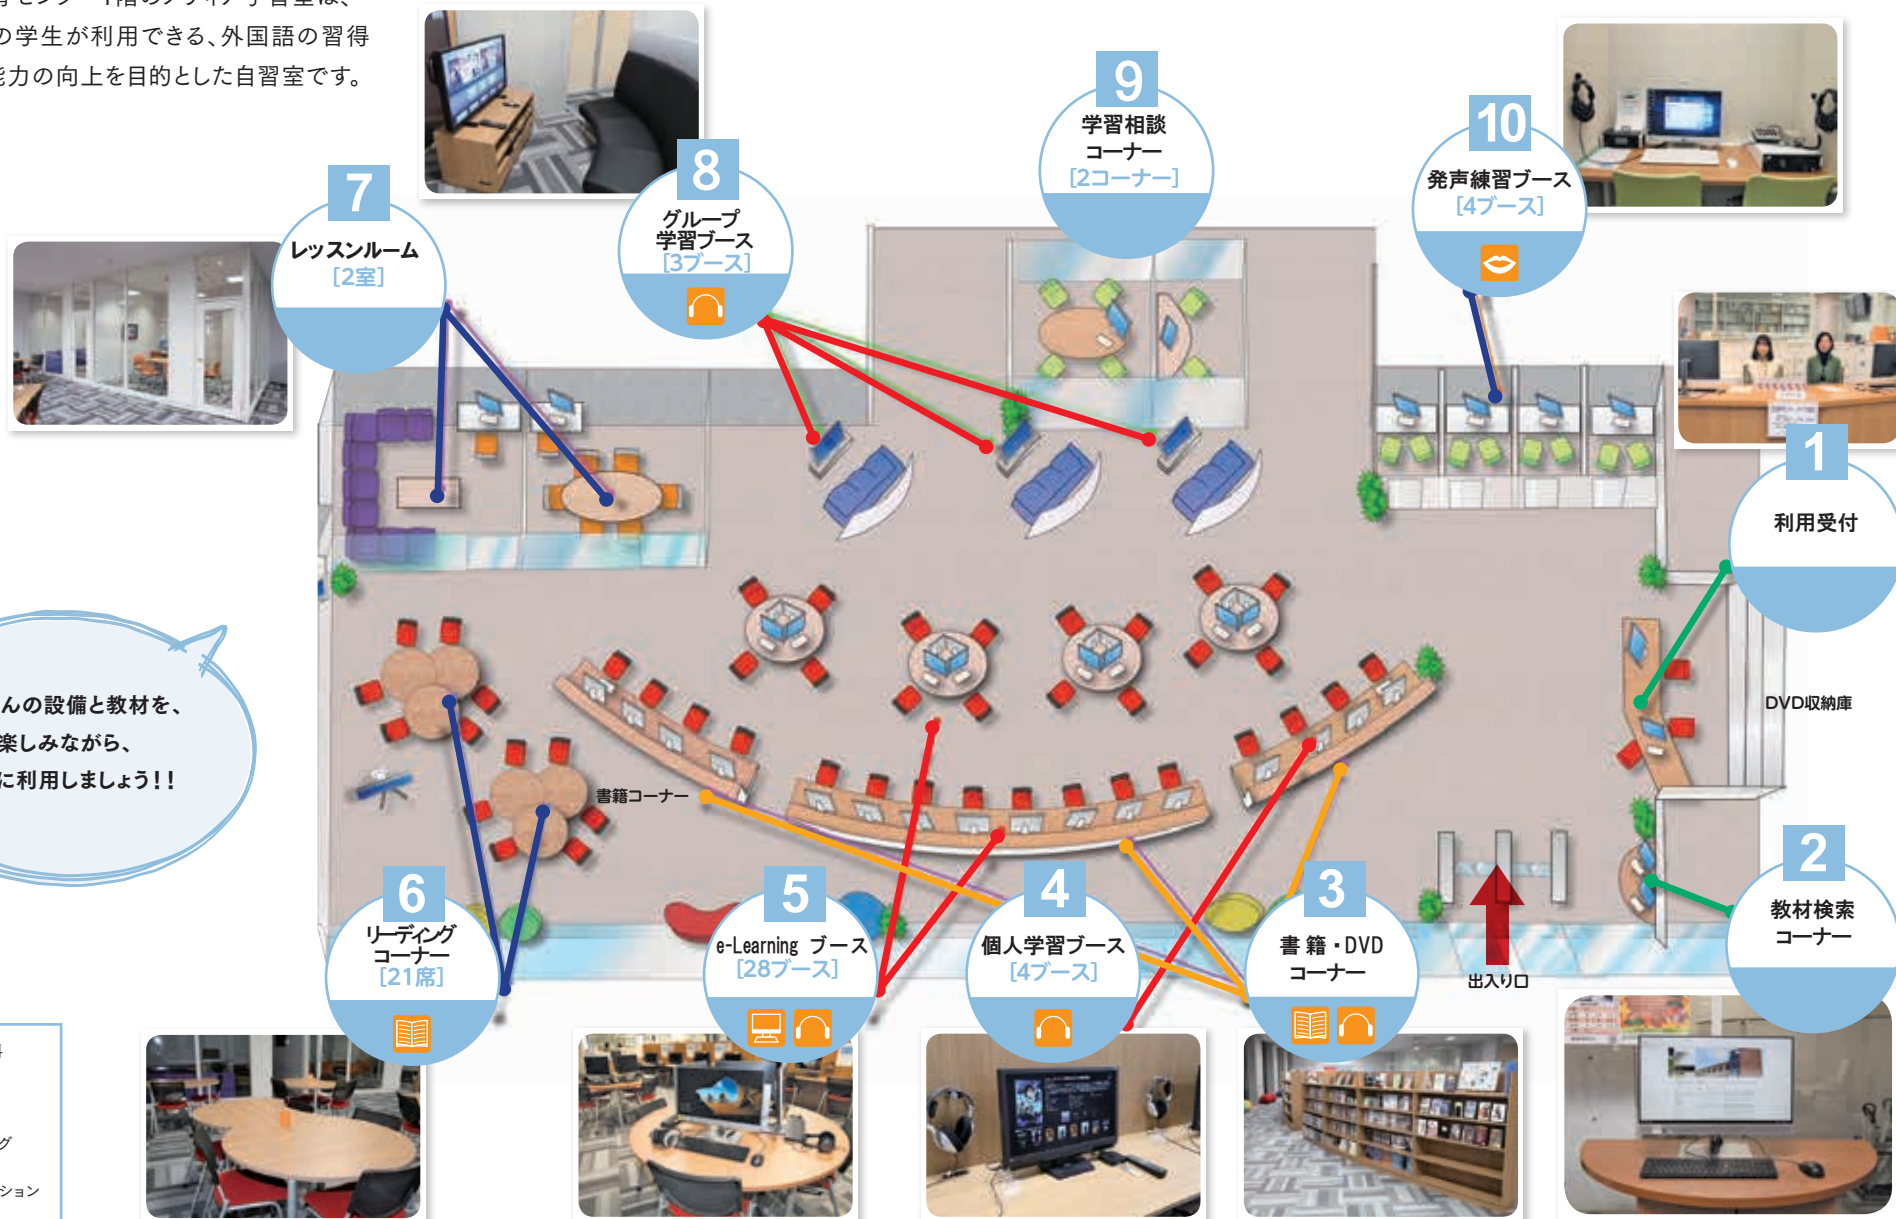 の学生が利用できる、外国語の習得
能力の向上を目的とした自習室です。
7
レッスンルーム
[2室]
8
グループ
学習ブース
[3ブース]
9
学習相談
コーナー
[2コーナー]
10
発声練習ブース
[4ブース]
1
利用受付
DVD収納庫
んの設備と教材を、
楽しみながら、
に利用しましょう!!
書籍コーナー
6
リーディング
コーナー
[21席]
5
e-Learning ブース
[28ブース]
4
個人学習ブース
[4ブース]
3
書籍・DVD
コーナー
出入り口
2
教材検索
コーナー
グ
ション